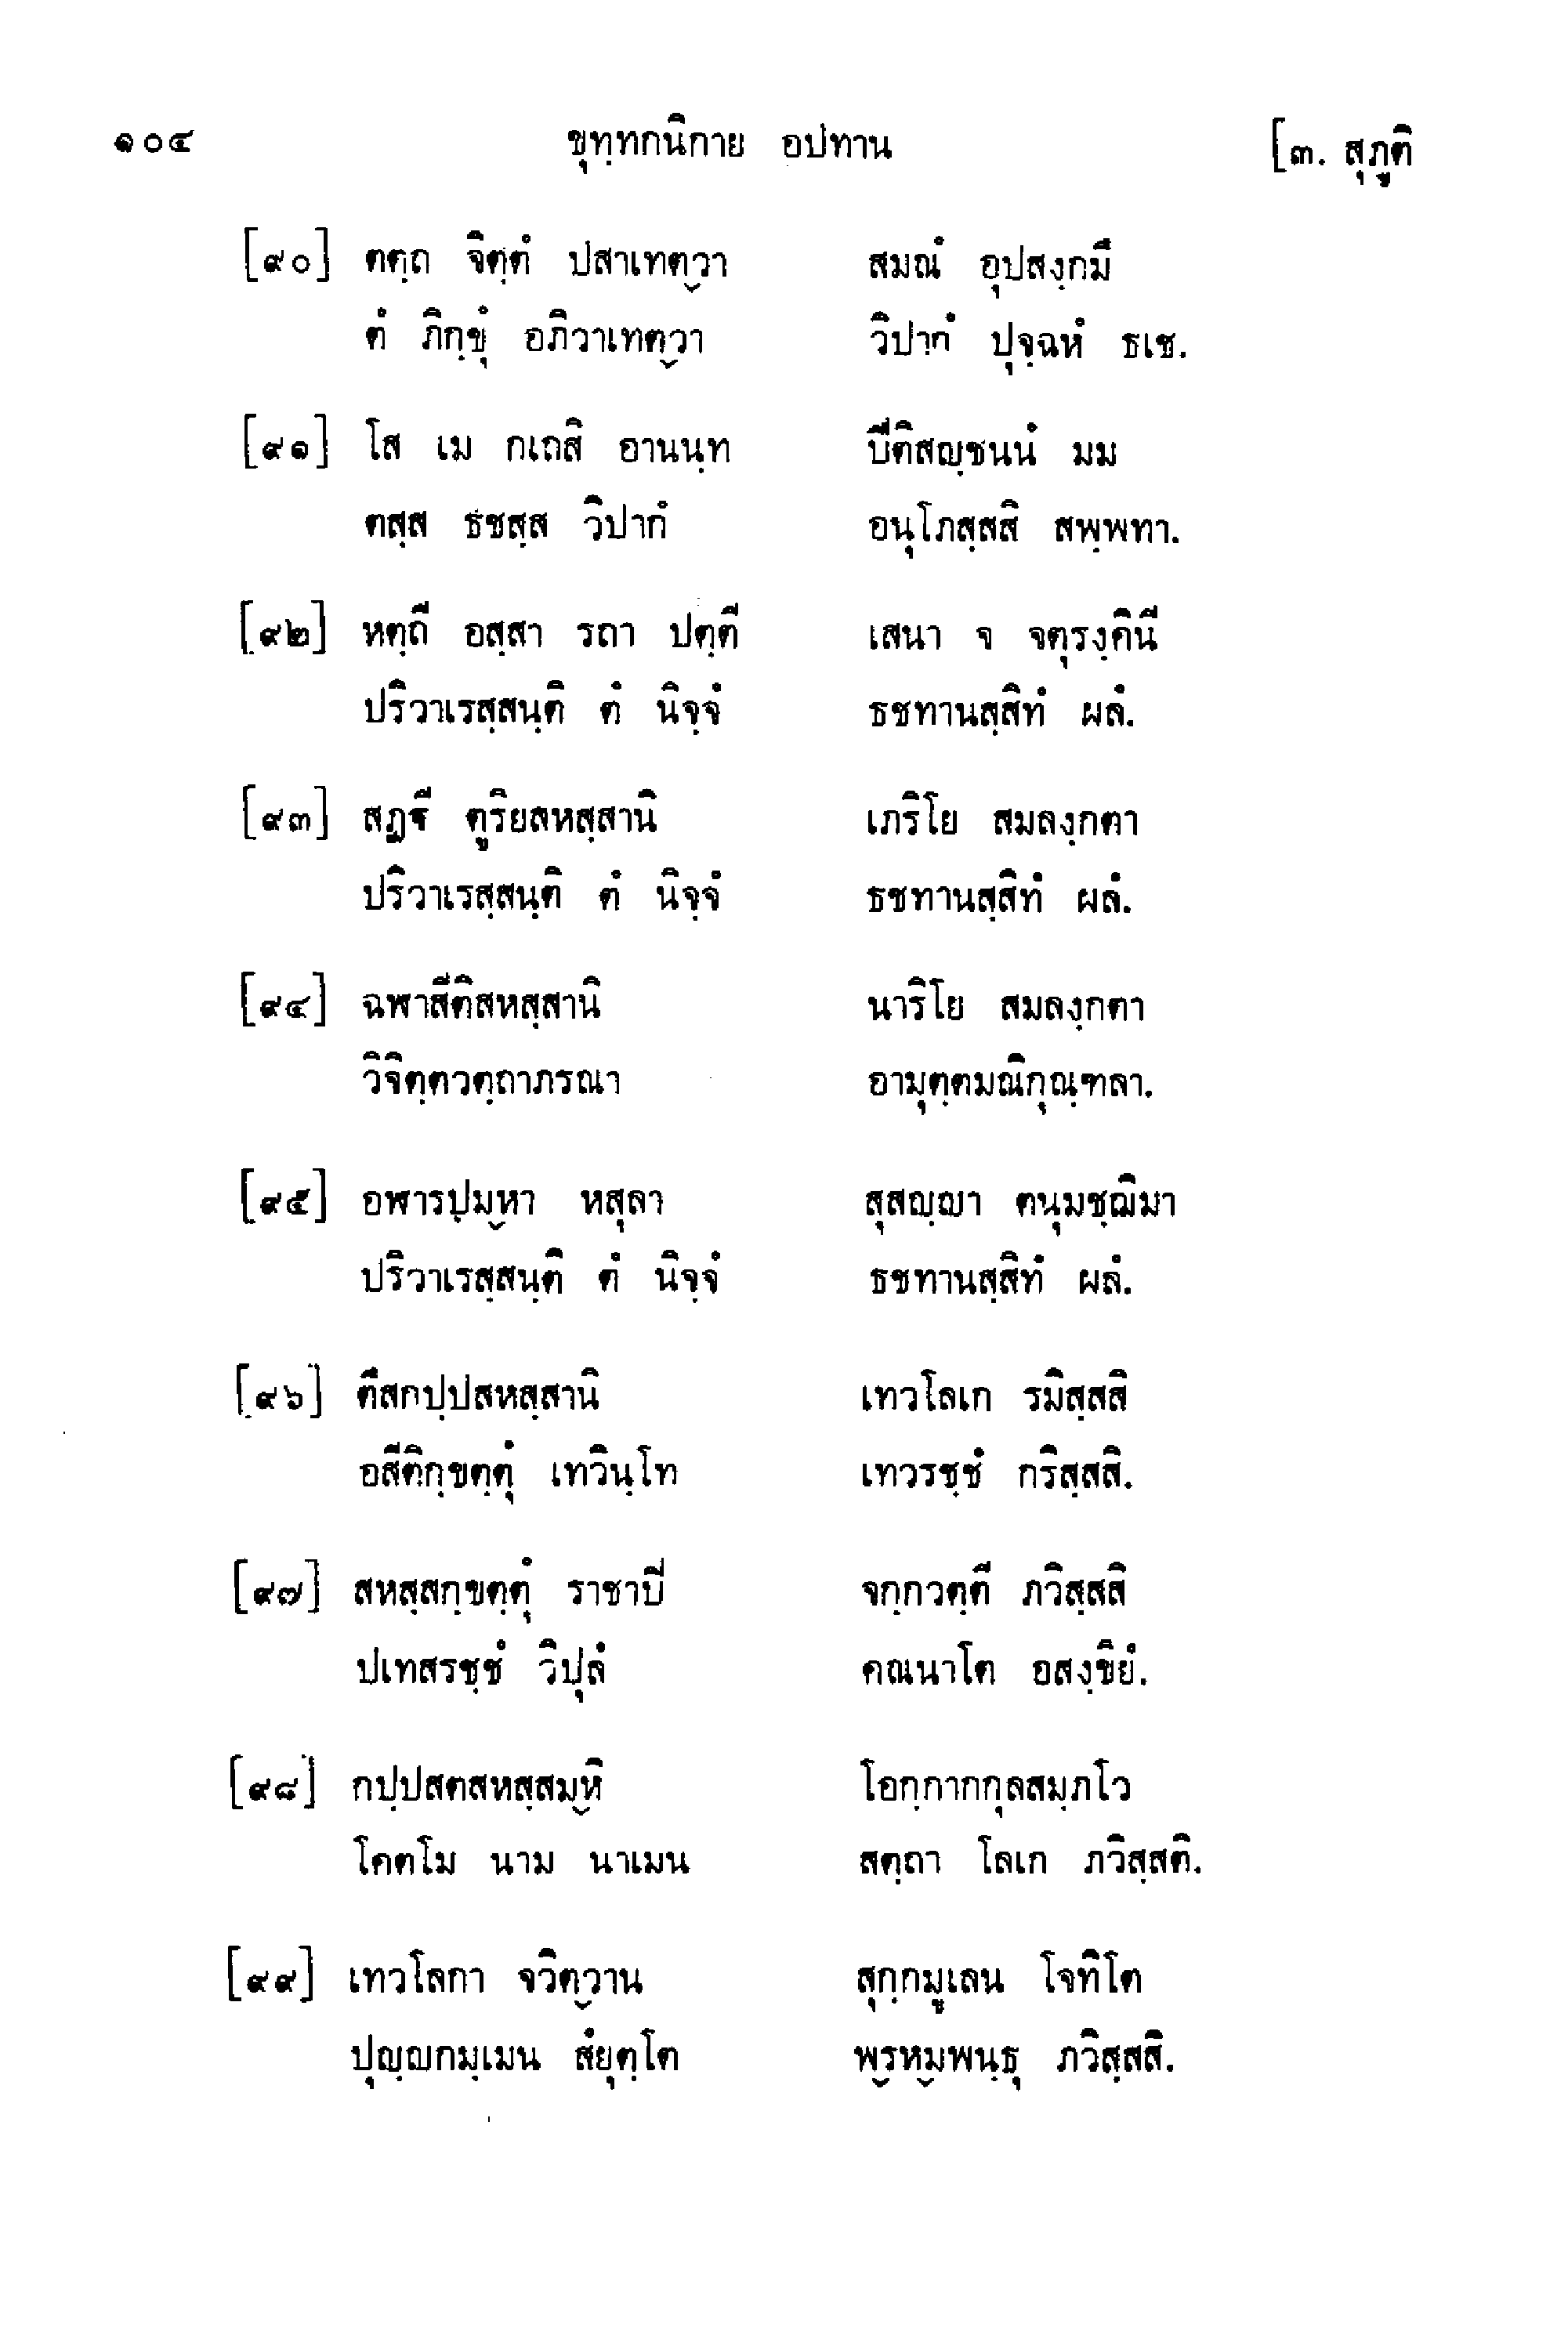 ๑๐๔ ขุทฺทกนิกาย อปทาน [๓. สุภูติ
[๙๐] ตตฺถ จิตฺตํ ปสาเทตฺวา สมณํ อุปสงฺกมึ
ตํ ภิกฺขุํ อภิวาเทตฺวา วิปากํ ปุจฺฉหํ ธเช.
[๙๑] โส เม กเถสิ อานนฺท ปีติสญฺชนนํ มม
ตสฺส ธชสฺส วิปากํ อนุโภสฺสสิ สพฺพทา.
[๙๒] หตฺถี อสฺสา รถา ปตฺตี เสนา จ จตุรงฺคินี
ปริวาเรสฺสนฺติ ตํ นิจฺจํ ธชทานสฺสิทํ ผลํ.
[๙๓] สฏฺฐี ตูริยสหสฺสานิ เภริโย สมลงฺกตา
ปริวาเรสฺสนฺติ ตํ นิจฺจํ ธชทานสฺสิทํ ผลํ.
[๙๔] ฉฬาสีติสหสฺสานิ นาริโย สมลงฺกตา
วิจิตฺตวตฺถาภรณา อามุตฺตมณิกุณฺฑลา.
[๙๕] อฬารปฺมฺหา หสุลา สุสญฺญา ตนุมชฺฌิมา
ปริวาเรสฺสนฺติ ตํ นิจฺจํ ธชทานสฺสิทํ ผลํ.
[๙๖] ตึสกปฺปสหสฺสานิ เทวโลเก รมิสฺสสิ
อสีติกฺขตฺตุํ เทวินฺโท เทวรชฺชํ กริสฺสสิ.
[๙๗] สหสฺสกฺขตฺตุํ ราชาปี จกฺกวตฺตี ภวิสฺสสิ
ปเทสรชฺชํ วิปุลํ คณนาโต อสงฺขิยํ.
[๙๘] กปฺปสตสหสฺสมฺหิ โอกฺกากกุลสมฺภโว
โคตโม นาม นาเมน สตฺถา โลเก ภวิสฺสติ.
[๙๙] เทวโลกา จวิตฺวาน สุกฺกมูเลน โจทิโต
ปุญฺญกมฺเมน สํยุตฺโต พฺรหฺมพนฺธุ ภวิสฺสสิ.